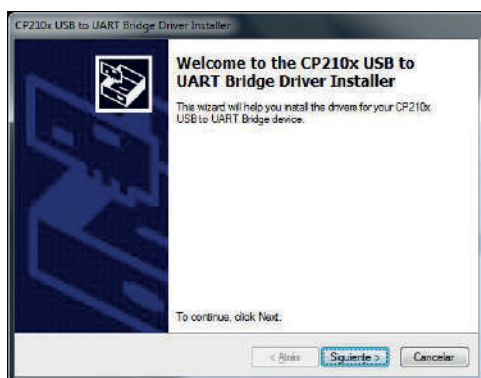 CP210x USB to UART Bridge Driver Installer
Welcome to the CP210x USB to
UART Bridge Driver Installer
This wizard will help you install the drivers for your CP210x
USB to UART Bridge device.
To continue, click Next.
< Atrás Siguiente > Cancelar